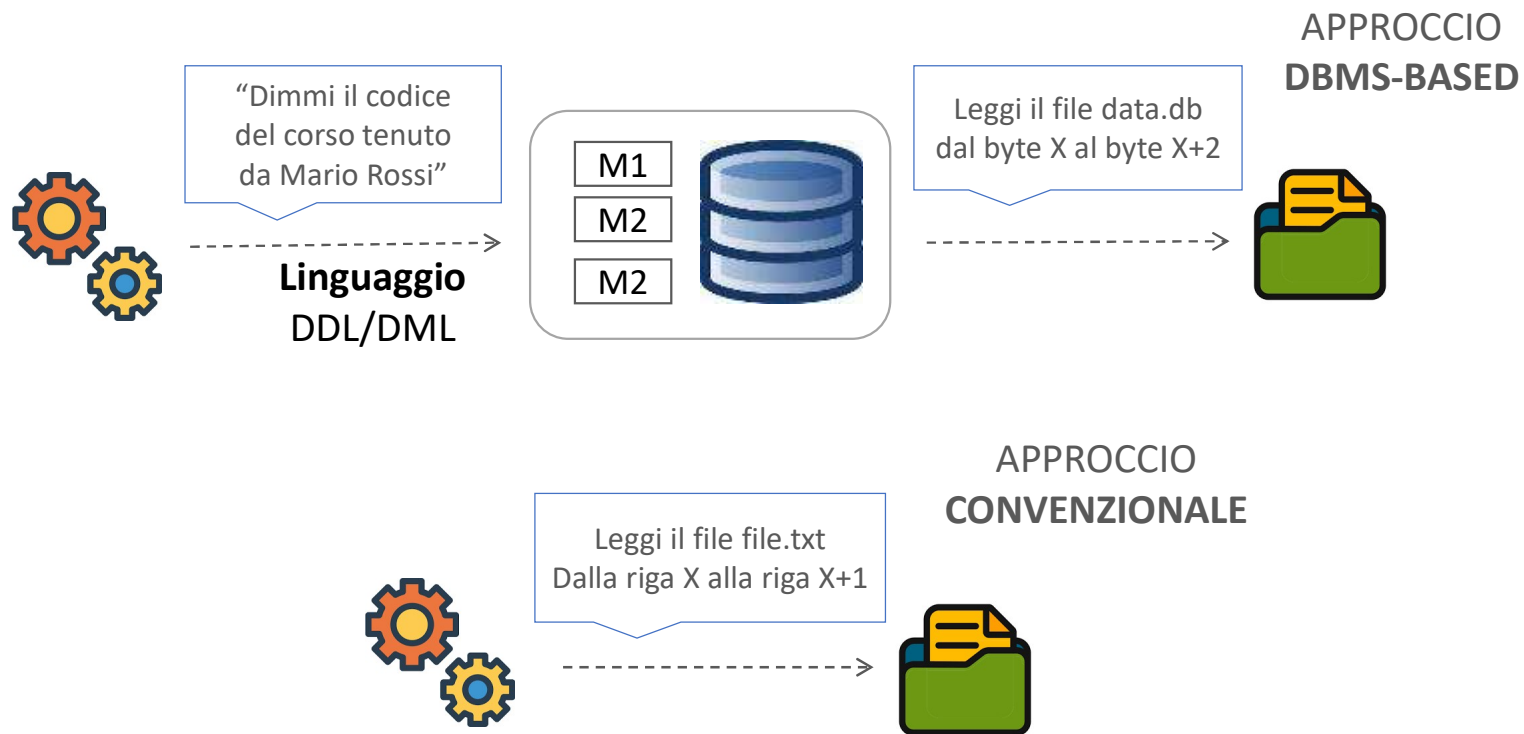 APPROCCIO
DBMS-BASED
“Dimmi il codice
del corso tenuto
da Mario Rossi”
Leggi il file data.db
dal byte X al byte X+2
M1
M2
M2
Linguaggio
DDL/DML
APPROCCIO
CONVENZIONALE
Leggi il file file.txt
Dalla riga X alla riga X+1